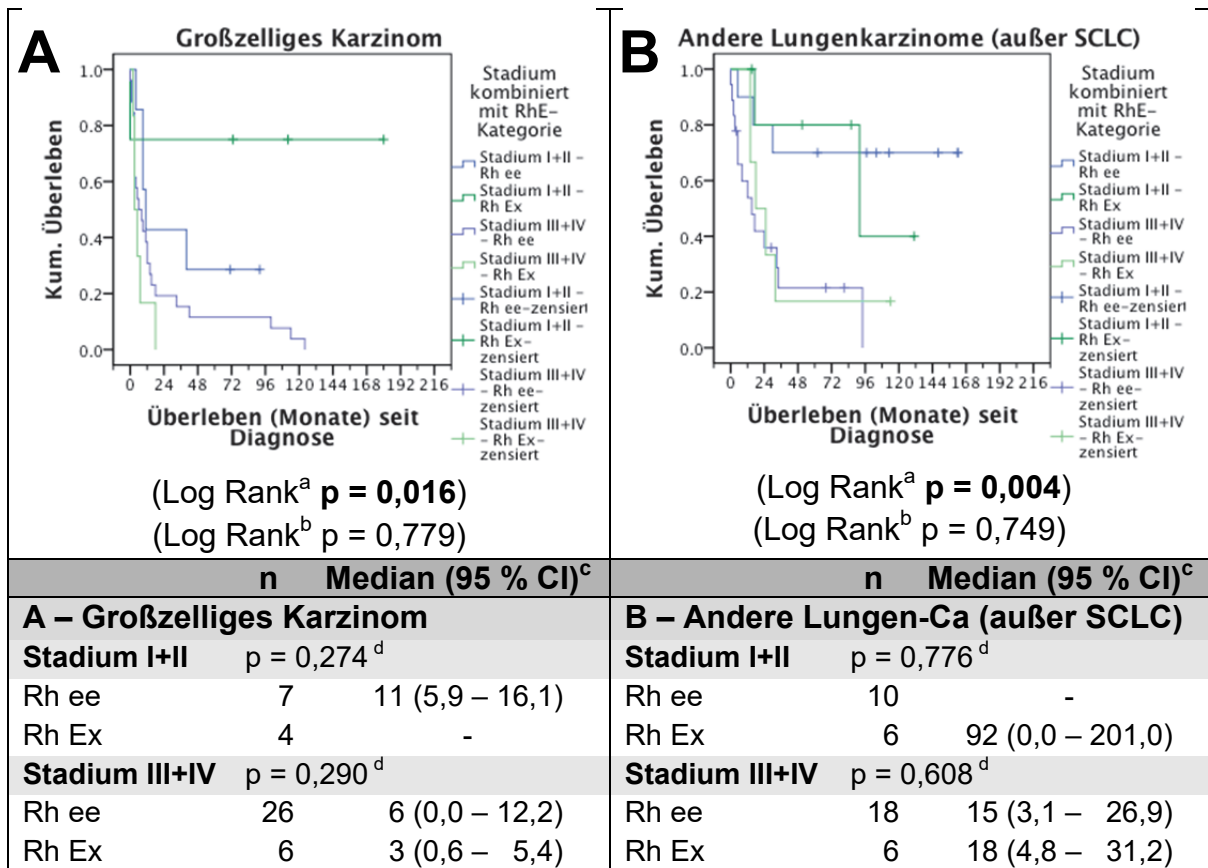 A
Großzelliges Karzinom
Kum. Überleben
1.0
0.8
0.6
0.4
0.2
0.0
0 24 48 72 96 120 144 168 192 216
Überleben (Monate) seit
Diagnose
Stadium
kombiniert
mit RhE-
Kategorie
Stadium I+II –
Rh ee
Stadium I+II –
Rh Ex
Stadium III+IV
– Rh ee
Stadium III+IV
– Rh Ex
Stadium I+II –
Rh ee-zensiert
Stadium I+II –
Rh Ex-
zensiert
Stadium III+IV
– Rh ee-
zensiert
Stadium III+IV
– Rh Ex-
zensiert
(Log Rank^a p = 0,016)
(Log Rank^b p = 0,779)
B
Andere Lungenkarzinome (außer SCLC)
Kum. Überleben
1.0
0.8
0.6
0.4
0.2
0.0
0 24 48 72 96 120 144 168 192 216
Überleben (Monate) seit
Diagnose
Stadium
kombiniert
mit RhE-
Kategorie
Stadium I+II –
Rh ee
Stadium I+II –
Rh Ex
Stadium III+IV
– Rh ee
Stadium III+IV
– Rh Ex
Stadium I+II –
Rh ee-zensiert
Stadium I+II –
Rh Ex-
zensiert
Stadium III+IV
– Rh ee-
zensiert
Stadium III+IV
– Rh Ex-
zensiert
(Log Rank^a p = 0,004)
(Log Rank^b p = 0,749)
n Median (95 % CI)^c
A – Großzelliges Karzinom
Stadium I+II p = 0,274 ^d
Rh ee 7 11 (5,9 – 16,1)
Rh Ex 4 -
Stadium III+IV p = 0,290 ^d
Rh ee 26 6 (0,0 – 12,2)
Rh Ex 6 3 (0,6 – 5,4)
n Median (95 % CI)^c
B – Andere Lungen-Ca (außer SCLC)
Stadium I+II p = 0,776 ^d
Rh ee 10 -
Rh Ex 6 92 (0,0 – 201,0)
Stadium III+IV p = 0,608 ^d
Rh ee 18 15 (3,1 – 26,9)
Rh Ex 6 18 (4,8 – 31,2)